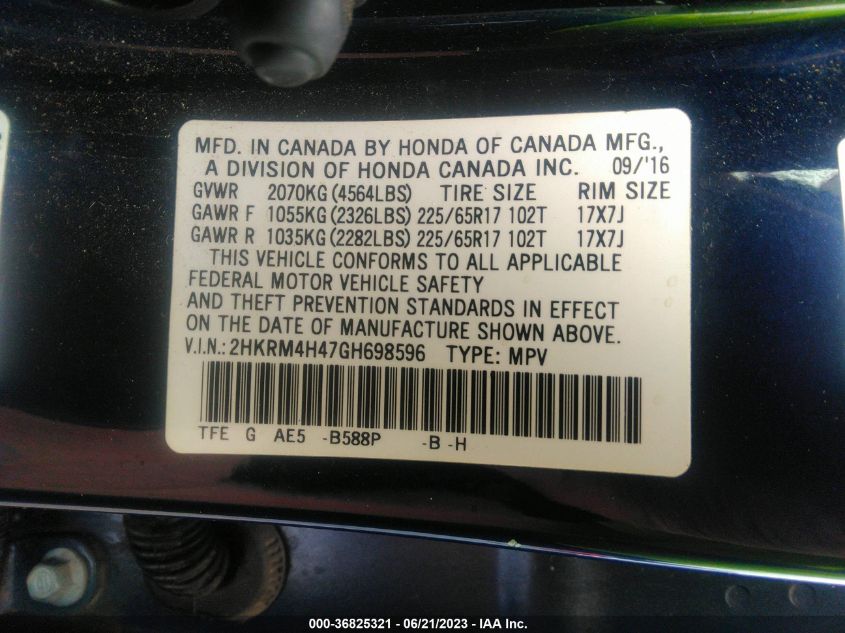 MFD. IN CANADA BY HONDA OF CANADA MFG.,
A DIVISION OF HONDA CANADA INC. 09/'16
GVWR 2070KG (4564LBS) TIRE SIZE RIM SIZE
GAWR F 1055KG (2326LBS) 225/65R17 102T 17X7J
GAWR R 1035KG (2282LBS) 225/65R17 102T 17X7J
THIS VEHICLE CONFORMS TO ALL APPLICABLE
FEDERAL MOTOR VEHICLE SAFETY
AND THEFT PREVENTION STANDARDS IN EFFECT
ON THE DATE OF MANUFACTURE SHOWN ABOVE.
V.I.N.: 2HKRM4H47GH698596 TYPE: MPV
TFE G AE5 -B588P -B -H
000-36825321 - 06/21/2023 - IAA Inc.